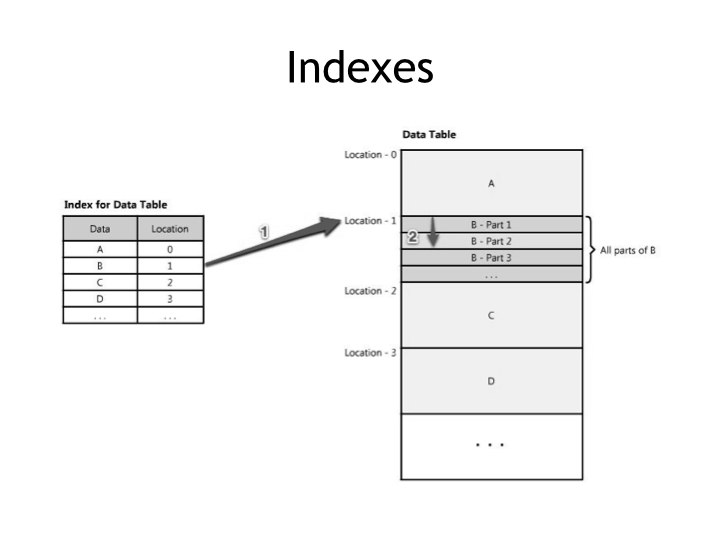 Indexes
Index for Data Table
Data Location
A 0
B 1
C 2
D 3
... ...
1
Data Table
Location - 0
A
Location - 1
2
B - Part 1
B - Part 2
B - Part 3
...
All parts of B
Location - 2
C
Location - 3
D
...